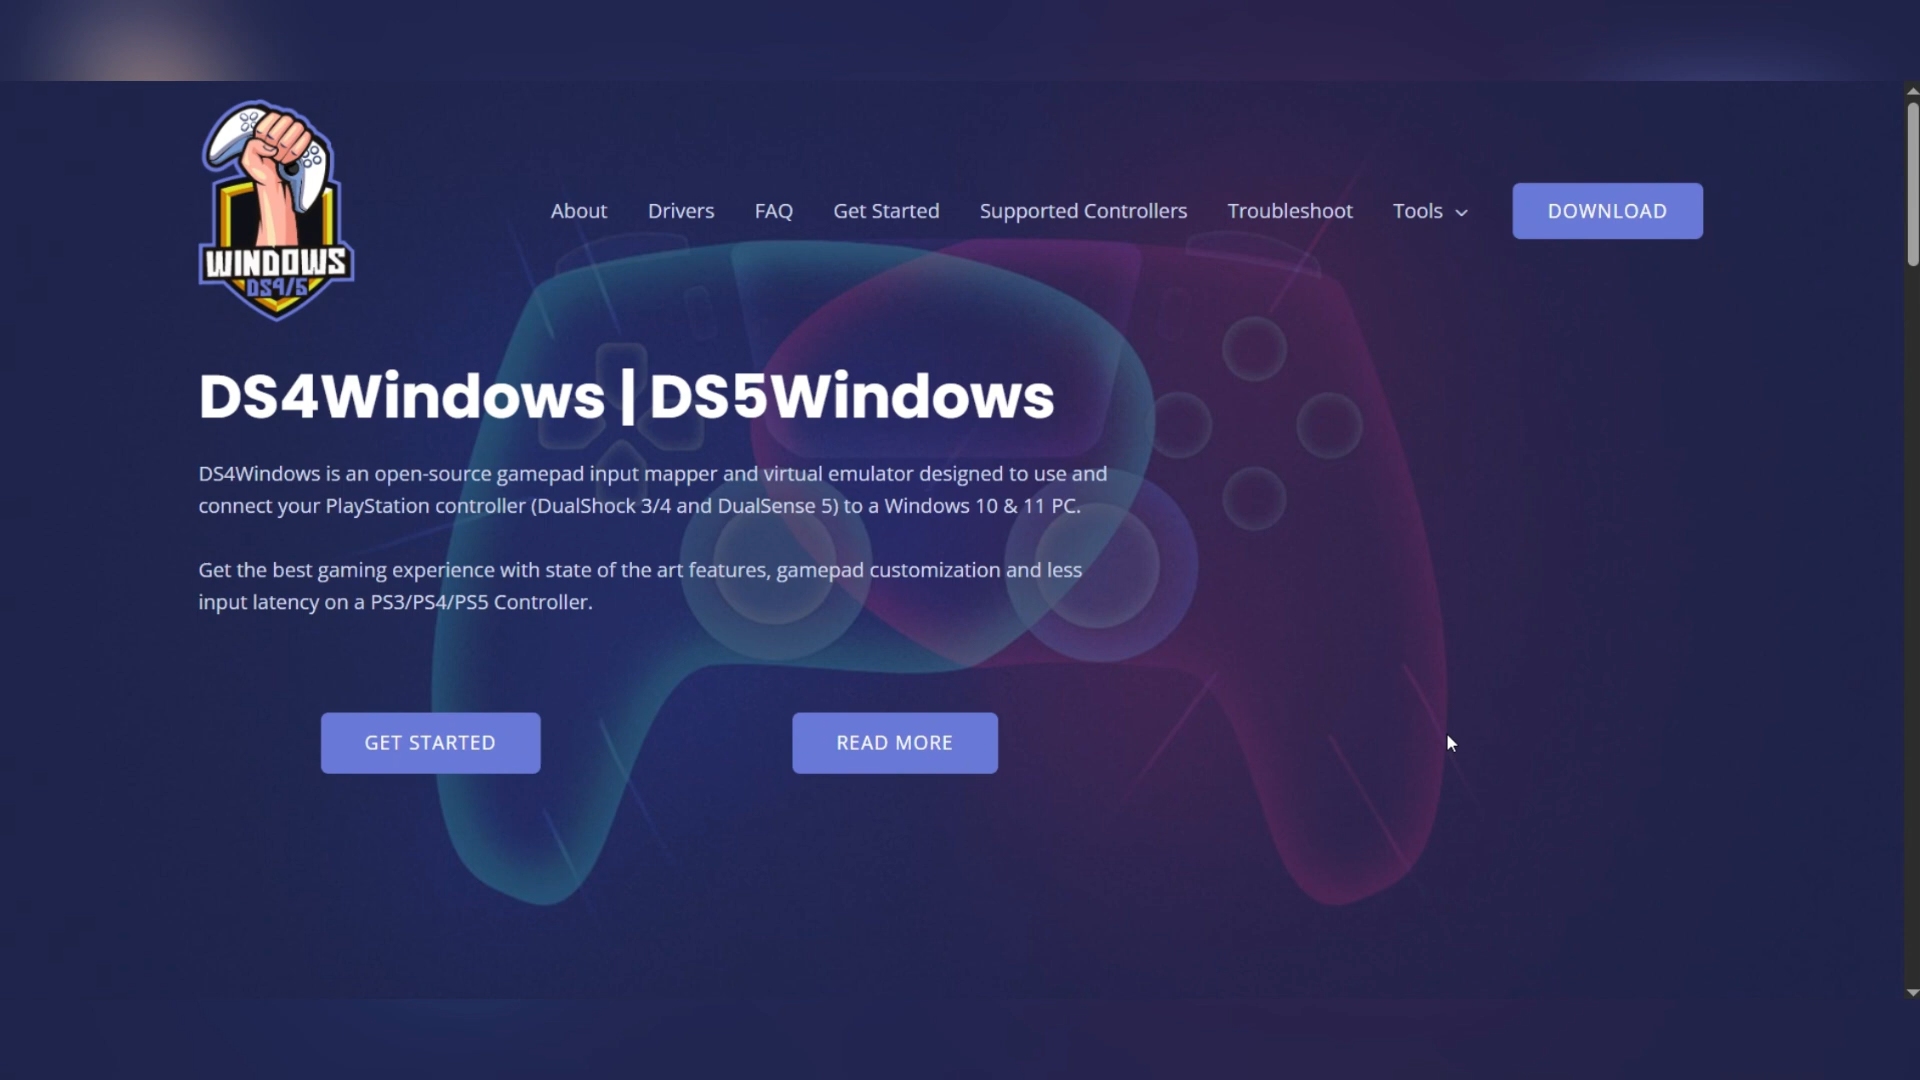 WINDOWS
DS4/5
About Drivers FAQ Get Started Supported Controllers Troubleshoot Tools DOWNLOAD
DS4Windows | DS5Windows
DS4Windows is an open-source gamepad input mapper and virtual emulator designed to use and
connect your PlayStation controller (DualShock 3/4 and DualSense 5) to a Windows 10 & 11 PC.
Get the best gaming experience with state of the art features, gamepad customization and less
input latency on a PS3/PS4/PS5 Controller.
GET STARTED READ MORE